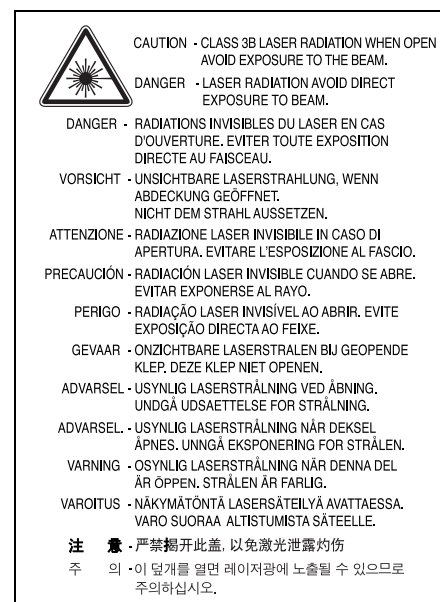 CAUTION - CLASS 3B LASER RADIATION WHEN OPEN
AVOID EXPOSURE TO THE BEAM.
DANGER - LASER RADIATION AVOID DIRECT
EXPOSURE TO BEAM.
DANGER - RADIATIONS INVISIBLES DU LASER EN CAS
D'OUVERTURE. EVITER TOUTE EXPOSITION
DIRECTE AU FAISCEAU.
VORSICHT - UNSICHTBARE LASERSTRAHLUNG, WENN
ABDECKUNG GEÖFFNET.
NICHT DEM STRAHL AUSSETZEN.
ATTENZIONE - RADIAZIONE LASER INVISIBILE IN CASO DI
APERTURA. EVITARE L'ESPOSIZIONE AL FASCIO.
PRECAUCIÓN - RADIACIÓN LASER INVISIBLE CUANDO SE ABRE.
EVITAR EXPONERSE AL RAYO.
PERIGO - RADIAÇÃO LASER INVISÍVEL AO ABRIR. EVITE
EXPOSIÇÃO DIRECTA AO FEIXE.
GEVAAR - ONZICHTBARE LASERSTRALEN BIJ GEOPENDE
KLEP. DEZE KLEP NIET OPENEN.
ADVARSEL - USYNLIG LASERSTRÅLNING VED ÅBNING.
UNDGÅ UDSAETTELSE FOR STRÅLNING.
ADVARSEL. - USYNLIG LASERSTRÅLNING NÅR DEKSEL
ÅPNES. UNNGÅ EKSPONERING FOR STRÅLEN.
VARNING - OSYNLIG LASERSTRÅLNING NÄR DENNA DEL
ÄR ÖPPEN. STRÅLEN ÄR FARLIG.
VAROITUS - NÄKYMÄTÖNTÄ LASERSÄTEILYÄ AVATTAESSA.
VARO SUORAA ALTISTUMISTA SÄTEELLE.
注 意 - 严禁揭开此盖, 以免激光泄露灼伤
주 의 - 이 덮개를 열면 레이저광에 노출될 수 있으므로
주의하십시오.